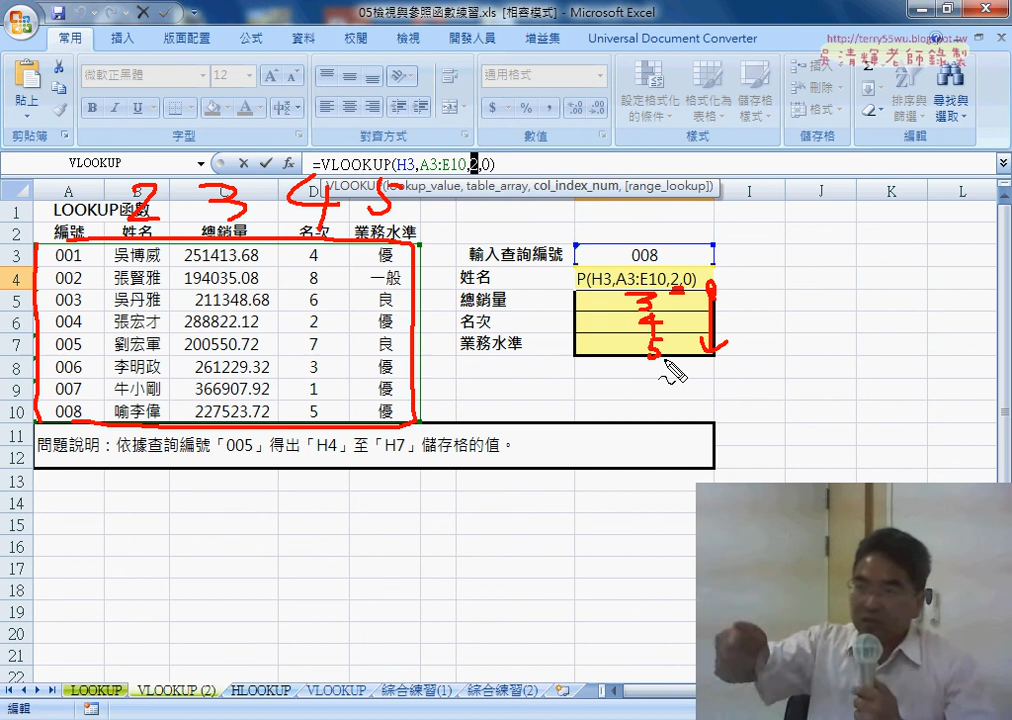 05檢視與參照函數練習.xls [相容模式] - Microsoft Excel
常用 插入 版面配置 公式 資料 校閱 檢視 開發人員 增益集 Universal Document Converter
http://terry55wu.blogspot.tw
吳清輝老師錄製
貼上
剪貼簿
微軟正黑體 12
B I U
字型
對齊方式
通用格式
$ % ,
數值
設定格式化的條件
格式化為表格
儲存格樣式
樣式
插入
刪除
格式
儲存格
排序與篩選
尋找與選取
編輯
VLOOKUP
=VLOOKUP(H3,A3:E10,2,0)
VLOOKUP(lookup_value, table_array, col_index_num, [range_lookup])
A B C D I J K L
2 3 4 5
1 LOOKUP函數
2 編號 姓名 總銷量 名次 業務水準
3 001 吳博威 251413.68 4 優 輸入查詢編號 008
4 002 張賢雅 194035.08 8 一般 姓名 P(H3,A3:E10,2,0)
5 003 吳丹雅 211348.68 6 良 總銷量 3
6 004 張宏才 288822.12 2 優 名次 4
7 005 劉宏軍 200550.72 7 良 業務水準 5
8 006 李明政 261229.32 3 優
9 007 牛小剛 366907.92 1 優
10 008 喻李偉 227523.72 5 優
11
問題說明：依據查詢編號「005」得出「H4」至「H7」儲存格的值。
12
13
14
15
16
17
18
19
20
21
22
LOOKUP VLOOKUP (2) HLOOKUP VLOOKUP 綜合練習(1) 綜合練習(2)
編輯